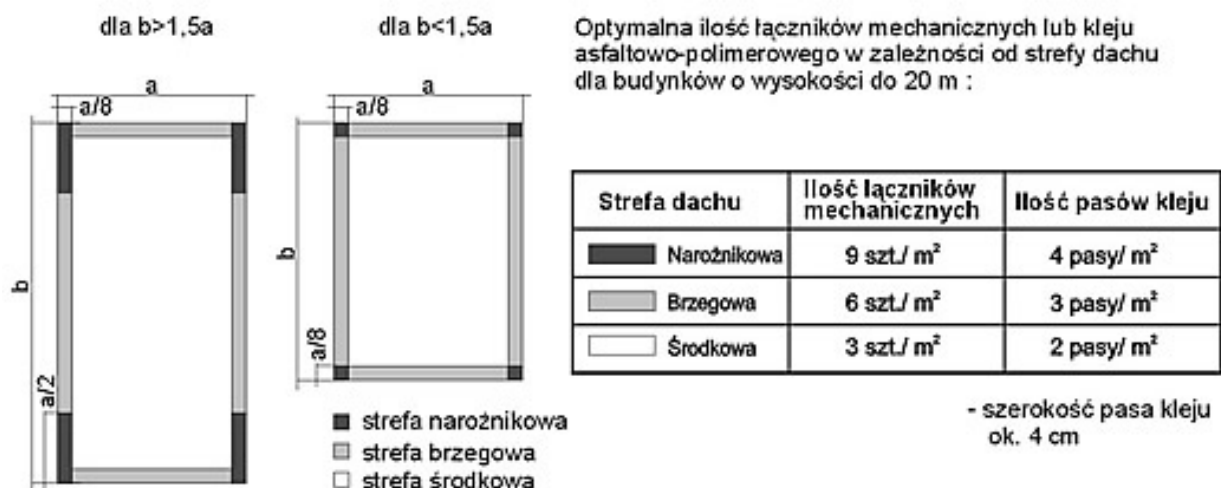 dla b>1,5a
a
a/8
b
a/2
dla b<1,5a
a
a/8
b
a/8
strefa narożnikowa
strefa brzegowa
strefa środkowa
Optymalna ilość łączników mechanicznych lub kleju
asfaltowo-polimerowego w zależności od strefy dachu
dla budynków o wysokości do 20 m :
Strefa dachu
Ilość łączników
mechanicznych
Ilość pasów kleju
Narożnikowa
9 szt./ m²
4 pasy/ m²
Brzegowa
6 szt./ m²
3 pasy/ m²
Środkowa
3 szt./ m²
2 pasy/ m²
- szerokość pasa kleju
ok. 4 cm